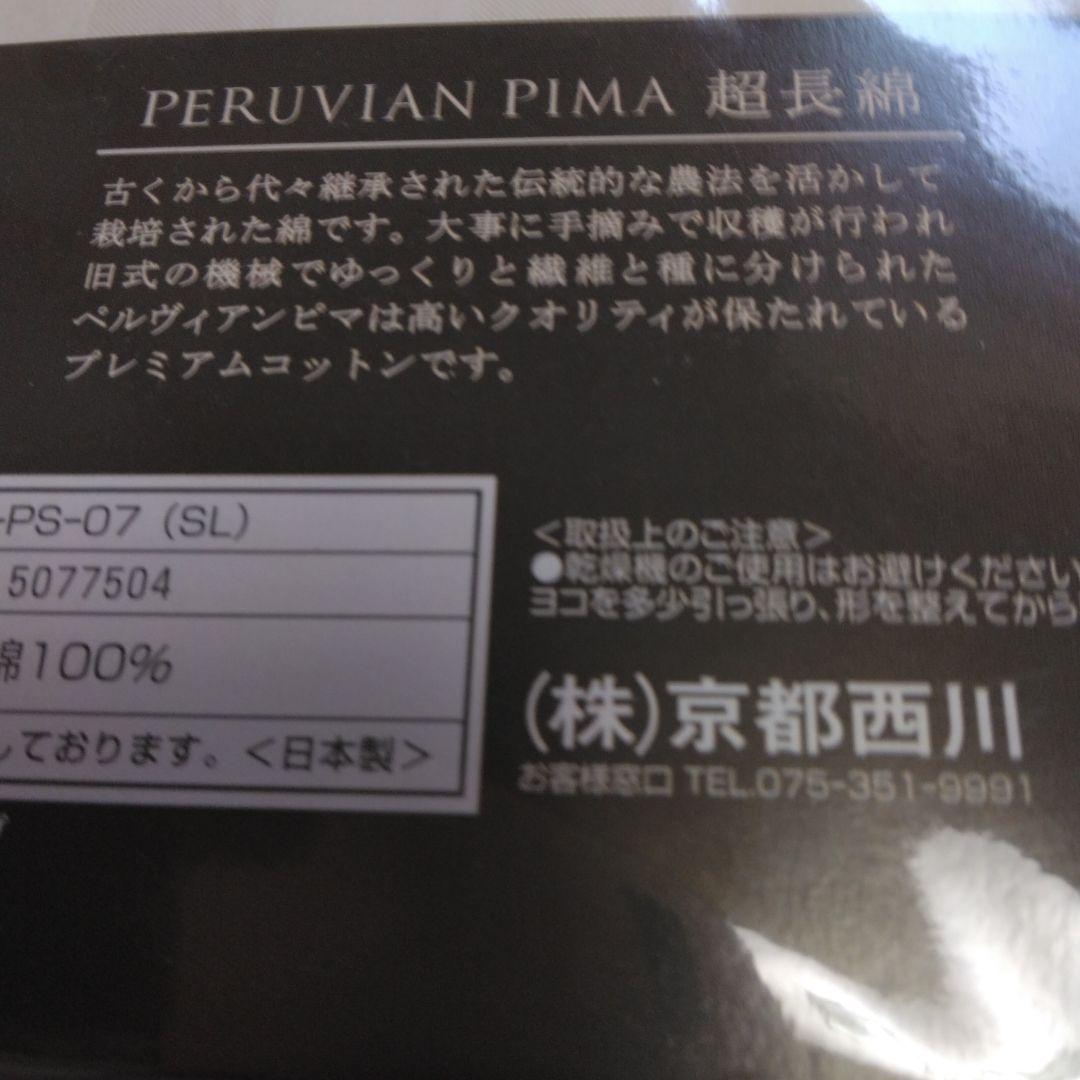 PERUVIAN PIMA 超長綿
古くから代々継承された伝統的な農法を活かして
栽培された綿です。大事に手摘みで収穫が行われ
旧式の機械でゆっくりと繊維と種に分けられた
ペルヴィアンピマは高いクオリティが保たれている
プレミアムコットンです。
-PS-07 (SL)
5077504
綿100%
しております。<日本製>
<取扱上のご注意>
●乾燥機のご使用はお避けください
ヨコを多少引っ張り、形を整えてから
(株)京都西川
お客様窓口 TEL.075-351-9991